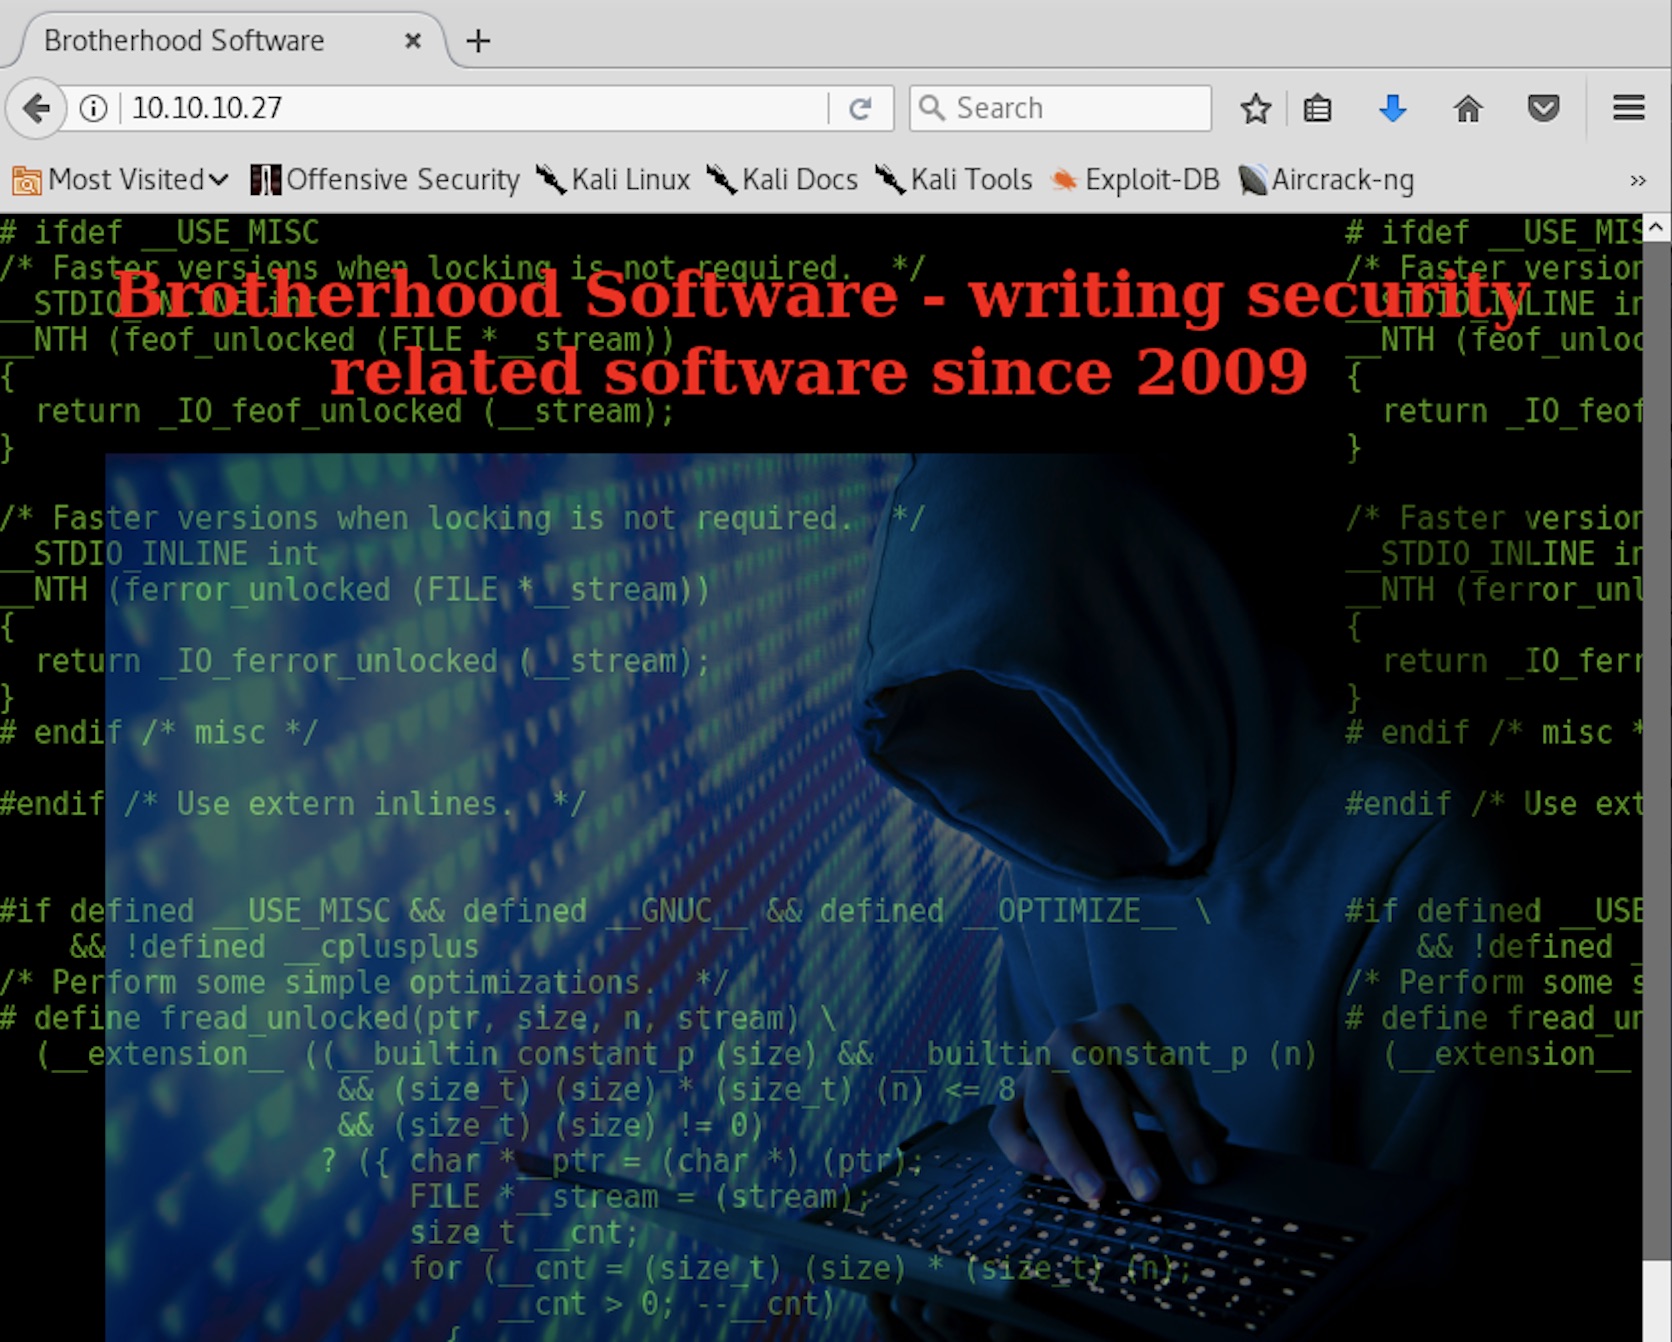 Brotherhood Software
10.10.10.27
Search
Most Visited Offensive Security Kali Linux Kali Docs Kali Tools Exploit-DB Aircrack-ng »
Brotherhood Software - writing security
related software since 2009
# ifdef __USE_MISC
/* Faster versions when locking is not required.  */
__STDIO_INLINE int
__NTH (feof_unlocked (FILE *__stream))
{
  return _IO_feof_unlocked (__stream);
}
/* Faster versions when locking is not required.  */
__STDIO_INLINE int
__NTH (ferror_unlocked (FILE *__stream))
{
  return _IO_ferror_unlocked (__stream);
}
# endif /* misc */
#endif /* Use extern inlines.  */
#if defined __USE_MISC && defined __GNUC__ && defined __OPTIMIZE__ \
    && !defined __cplusplus
/* Perform some simple optimizations.  */
# define fread_unlocked(ptr, size, n, stream) \
  (__extension__ ((__builtin_constant_p (size) && __builtin_constant_p (n)
                 && (size_t) (size) * (size_t) (n) <= 8
                 && (size_t) (size) != 0)
                ? ({ char *__ptr = (char *) (ptr);
                     FILE *__stream = (stream);
                     size_t __cnt;
                     for (__cnt = (size_t) (size) * (size_t) (n);
                          __cnt > 0; --__cnt)
                       {
# ifdef __USE_MIS
/* Faster version
__STDIO_INLINE in
__NTH (feof_unloc
{
  return _IO_feof
}
/* Faster version
__STDIO_INLINE in
__NTH (ferror_unl
{
  return _IO_ferr
}
# endif /* misc *
#endif /* Use ext
#if defined __USE
    && !defined _
/* Perform some s
# define fread_un
  (__extension__